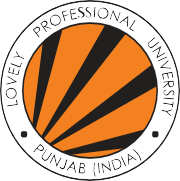 LOVELY PROFESSIONAL UNIVERSITY
PUNJAB (INDIA)